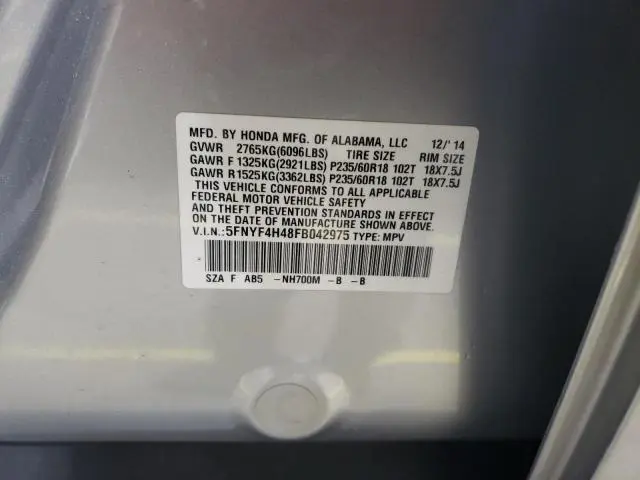 MFD. BY HONDA MFG. OF ALABAMA, LLC 12/'14
GVWR 2765KG(6096LBS) TIRE SIZE RIM SIZE
GAWR F 1325KG(2921LBS) P235/60R18 102T 18X7.5J
GAWR R1525KG(3362LBS) P235/60R18 102T 18X7.5J
THIS VEHICLE CONFORMS TO ALL APPLICABLE
FEDERAL MOTOR VEHICLE SAFETY
AND THEFT PREVENTION STANDARDS IN EFFECT
ON THE DATE OF MANUFACTURE SHOWN ABOVE.
V.I.N.:5FNYF4H48FB042975 TYPE: MPV
SZA F AB5 -NH700M -B -B